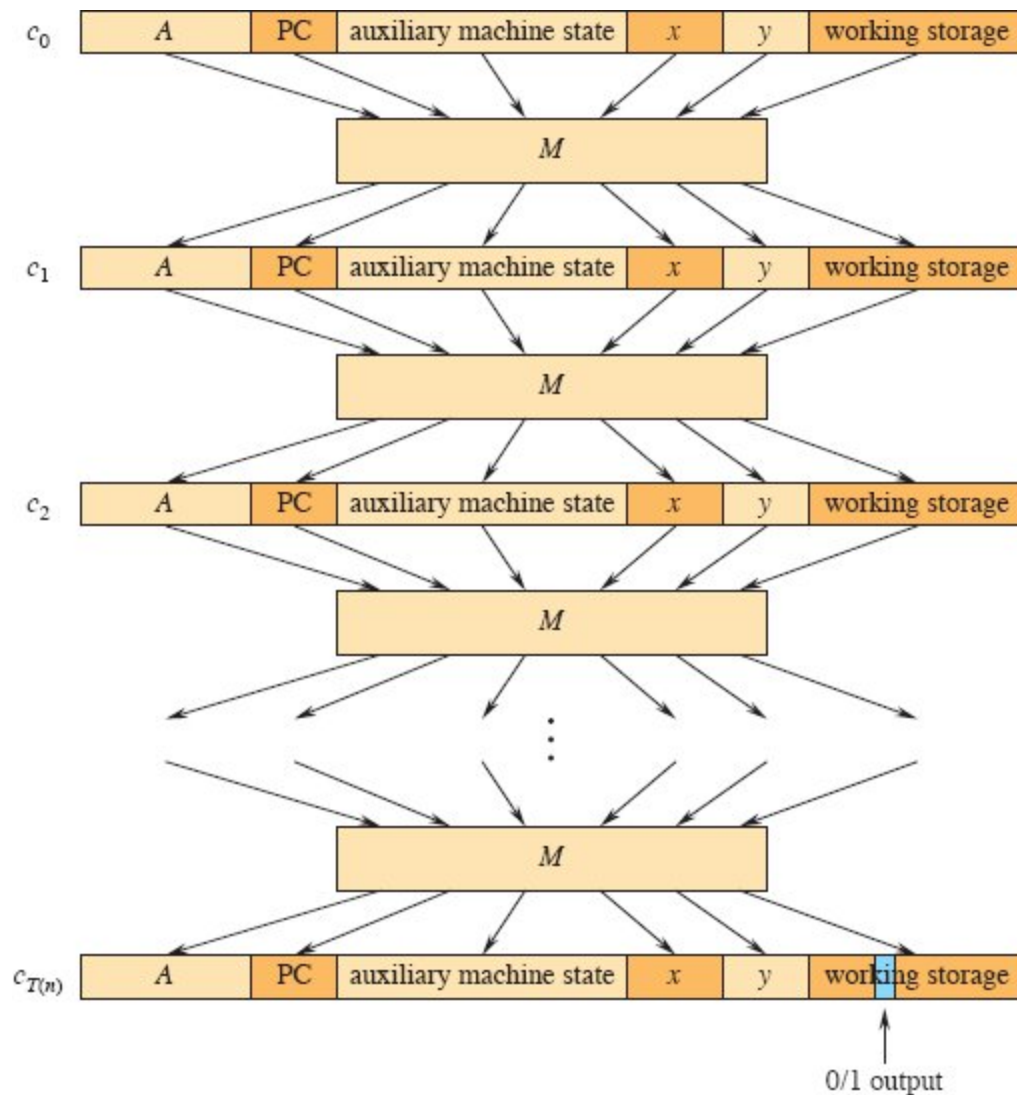 c0 A PC auxiliary machine state x y working storage
M
c1 A PC auxiliary machine state x y working storage
M
c2 A PC auxiliary machine state x y working storage
M
⋮
M
cT(n) A PC auxiliary machine state x y working storage
0/1 output